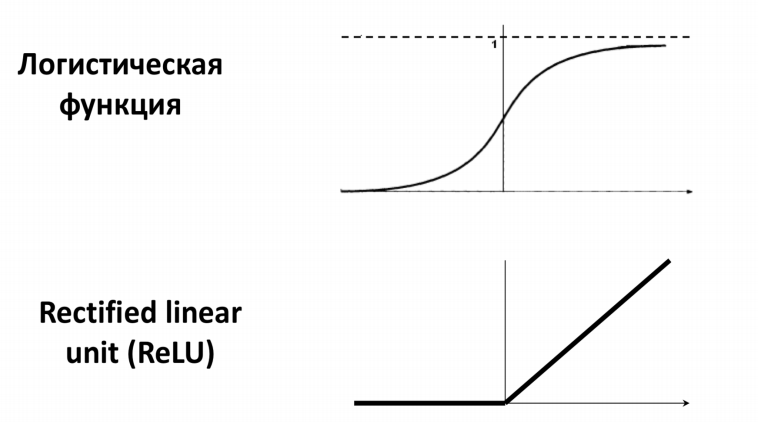 Логистическая
функция
1
Rectified linear
unit (ReLU)